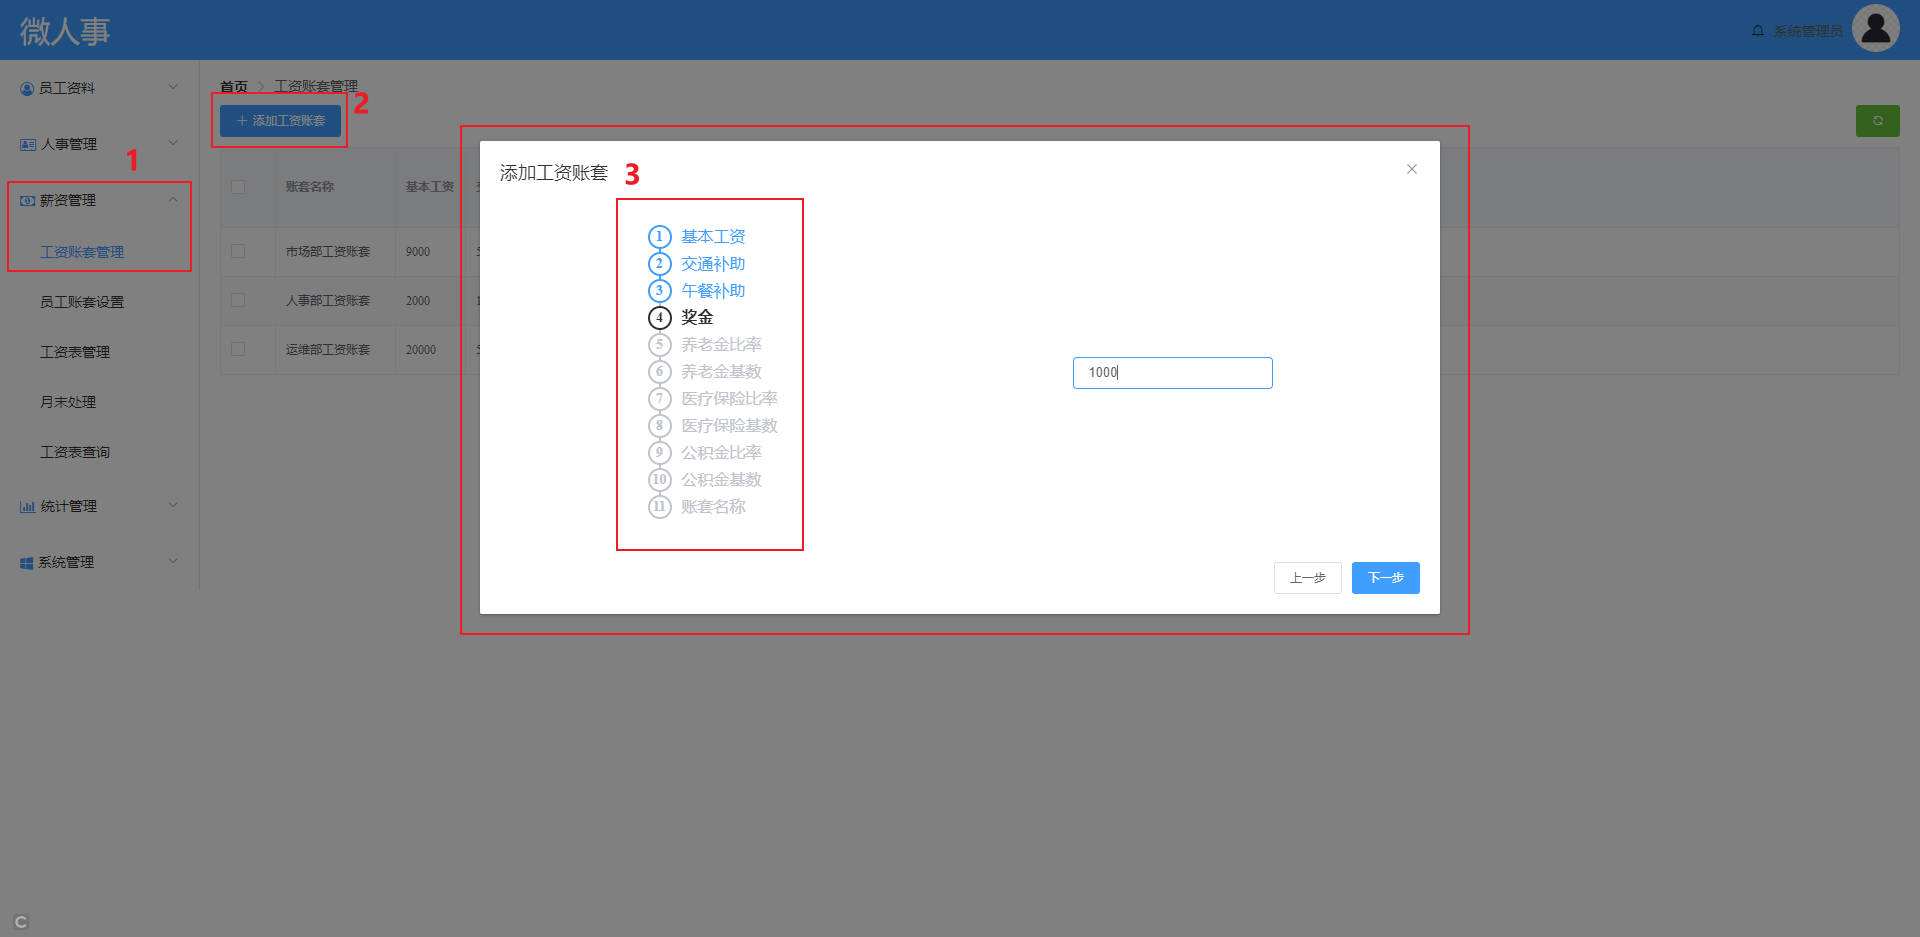 微人事
系统管理员
员工资料
人事管理
1
薪资管理
工资账套管理
员工账套设置
工资表管理
月末处理
工资表查询
统计管理
系统管理
首页 > 工资账套管理
+ 添加工资账套
2
账套名称 基本工资
市场部工资账套 9000
人事部工资账套 2000
运维部工资账套 20000
添加工资账套
3
1 基本工资
2 交通补助
3 午餐补助
4 奖金
5 养老金比率
6 养老金基数
7 医疗保险比率
8 医疗保险基数
9 公积金比率
10 公积金基数
11 账套名称
1000
上一步
下一步
C